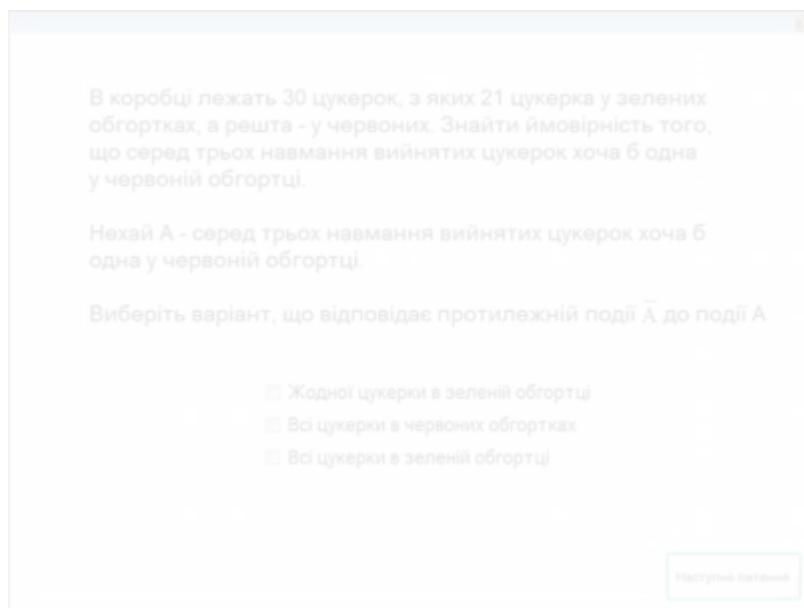 В коробці лежать 30 цукерок, з яких 21 цукерка у зелених
обгортках, а решта - у червоних. Знайти ймовірність того,
що серед трьох навмання вийнятих цукерок хоча б одна
у червоній обгортці.
Нехай А - серед трьох навмання вийнятих цукерок хоча б
одна у червоній обгортці.
Виберіть варіант, що відповідає протилежній події A̅ до події А
Жодної цукерки в зеленій обгортці
Всі цукерки в червоних обгортках
Всі цукерки в зеленій обгортці
Наступне питання